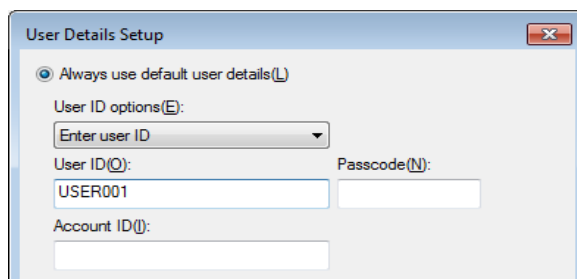 User Details Setup
Always use default user details(L)
User ID options(E):
Enter user ID
User ID(O): Passcode(N):
USER001
Account ID(I):